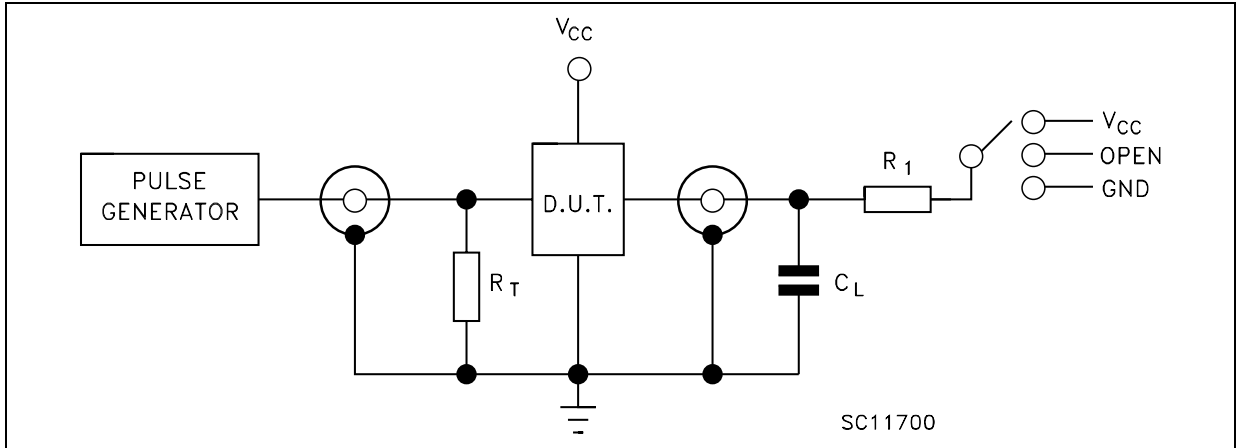 VCC
PULSE
GENERATOR
D.U.T.
RT
CL
R1
VCC
OPEN
GND
SC11700